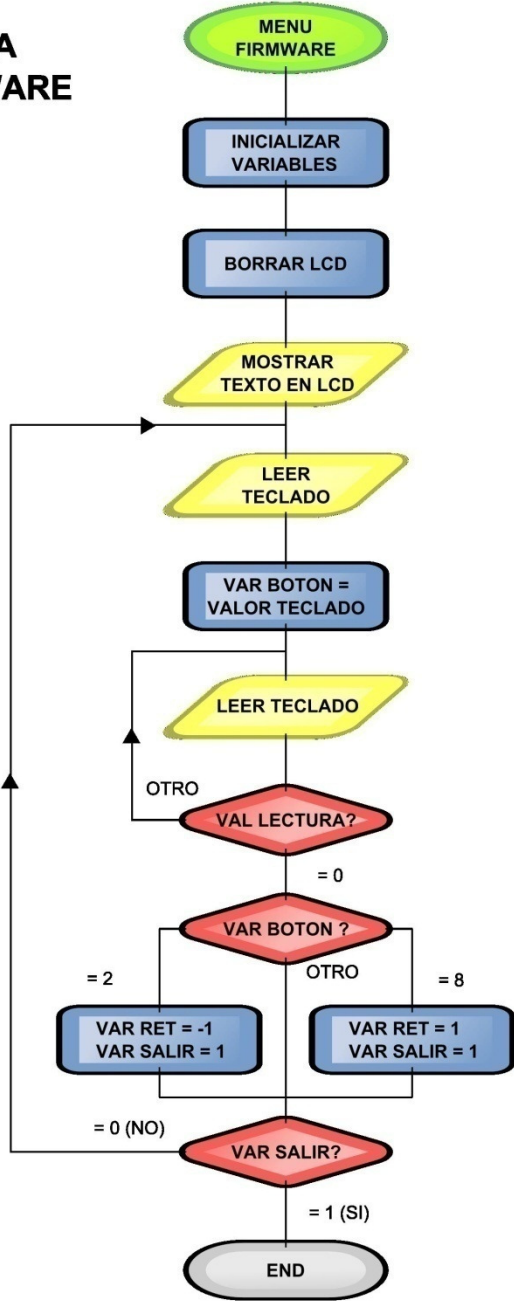 MENU
FIRMWARE
INICIALIZAR
VARIABLES
BORRAR LCD
MOSTRAR
TEXTO EN LCD
LEER
TECLADO
VAR BOTON =
VALOR TECLADO
LEER TECLADO
OTRO
VAL LECTURA?
= 0
VAR BOTON ?
= 2
OTRO
= 8
VAR RET = -1
VAR SALIR = 1
VAR RET = 1
VAR SALIR = 1
= 0 (NO)
VAR SALIR?
= 1 (SI)
END